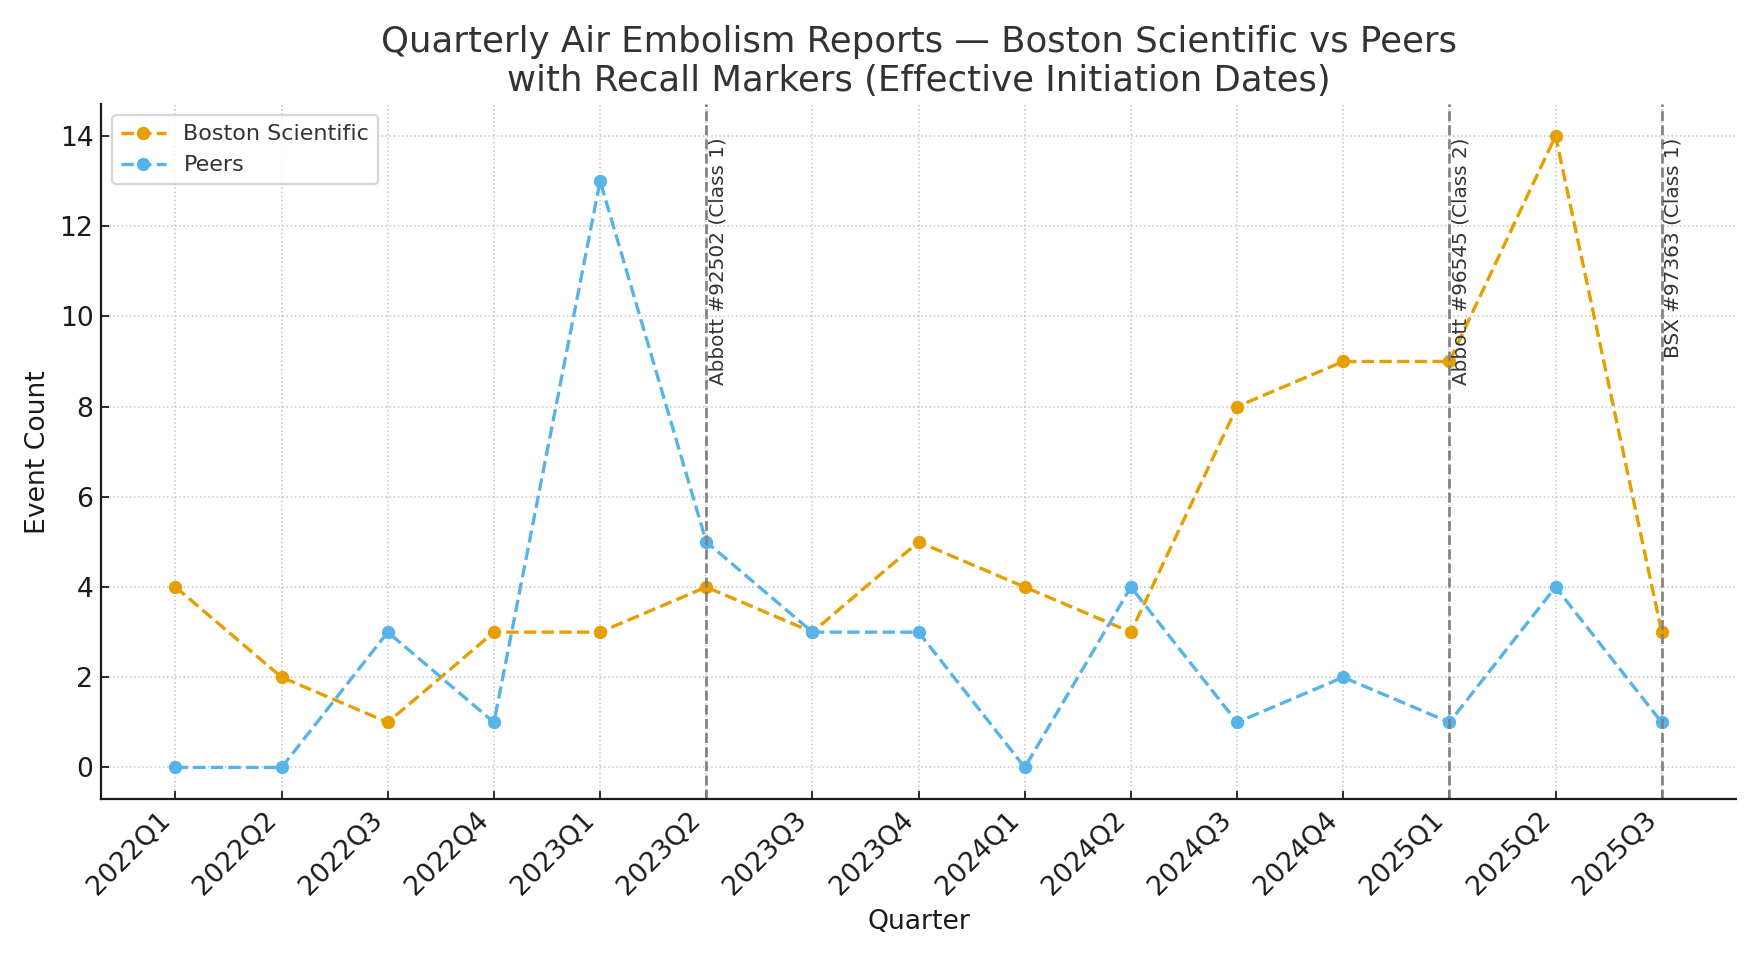 Quarterly Air Embolism Reports — Boston Scientific vs Peers
with Recall Markers (Effective Initiation Dates)
Boston Scientific
Peers
Abbott #92502 (Class 1)
Abbott #96545 (Class 2)
BSX #97363 (Class 1)
Event Count
14
12
10
8
6
4
2
0
2022Q1
2022Q2
2022Q3
2022Q4
2023Q1
2023Q2
2023Q3
2023Q4
2024Q1
2024Q2
2024Q3
2024Q4
2025Q1
2025Q2
2025Q3
Quarter